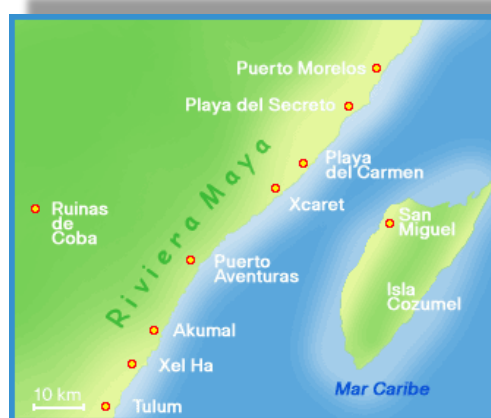 Puerto Morelos
Playa del Secreto
Playa
del Carmen
Xcaret
Riviera Maya
Ruinas
de
Coba
San
Miguel
Puerto
Aventuras
Isla
Cozumel
Akumal
Xel Ha
10 km
Mar Caribe
Tulum